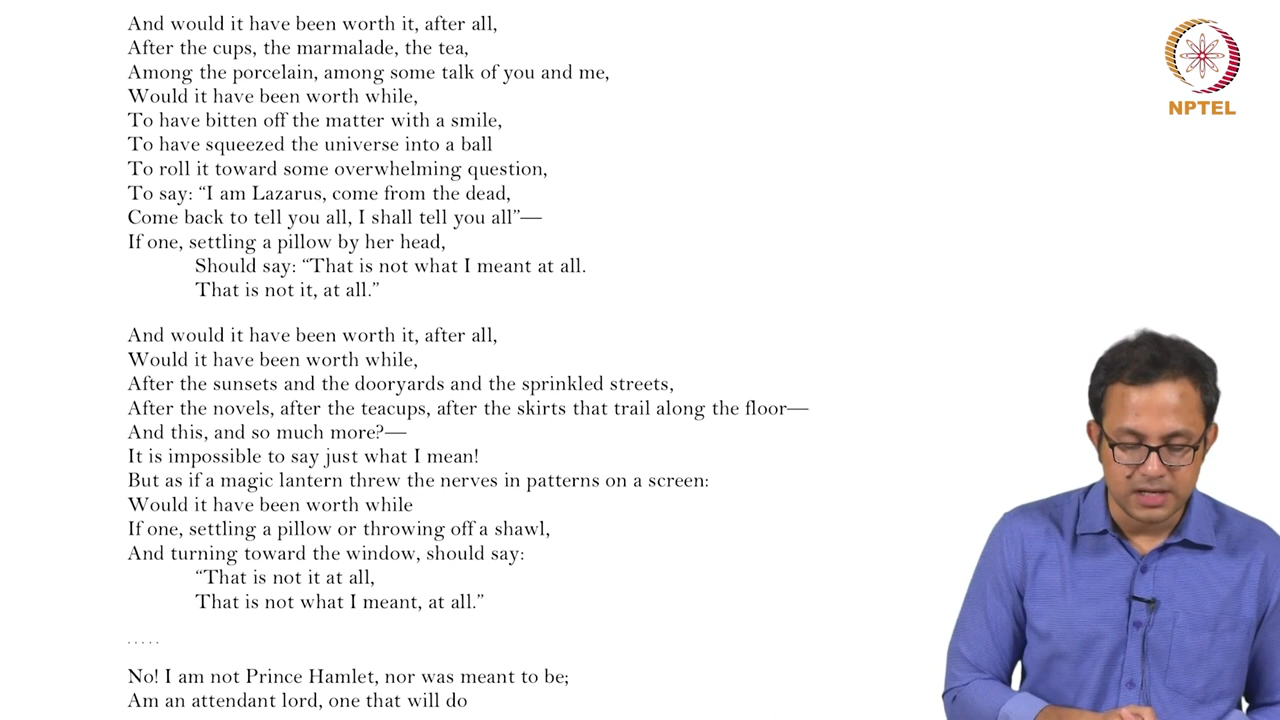 And would it have been worth it, after all,
After the cups, the marmalade, the tea,
Among the porcelain, among some talk of you and me,
Would it have been worth while,
To have bitten off the matter with a smile,
To have squeezed the universe into a ball
To roll it toward some overwhelming question,
To say: “I am Lazarus, come from the dead,
Come back to tell you all, I shall tell you all”—
If one, settling a pillow by her head,
Should say: “That is not what I meant at all.
That is not it, at all.”
And would it have been worth it, after all,
Would it have been worth while,
After the sunsets and the dooryards and the sprinkled streets,
After the novels, after the teacups, after the skirts that trail along the floor—
And this, and so much more?—
It is impossible to say just what I mean!
But as if a magic lantern threw the nerves in patterns on a screen:
Would it have been worth while
If one, settling a pillow or throwing off a shawl,
And turning toward the window, should say:
“That is not it at all,
That is not what I meant, at all.”
. . . . .
No! I am not Prince Hamlet, nor was meant to be;
Am an attendant lord, one that will do
NPTEL